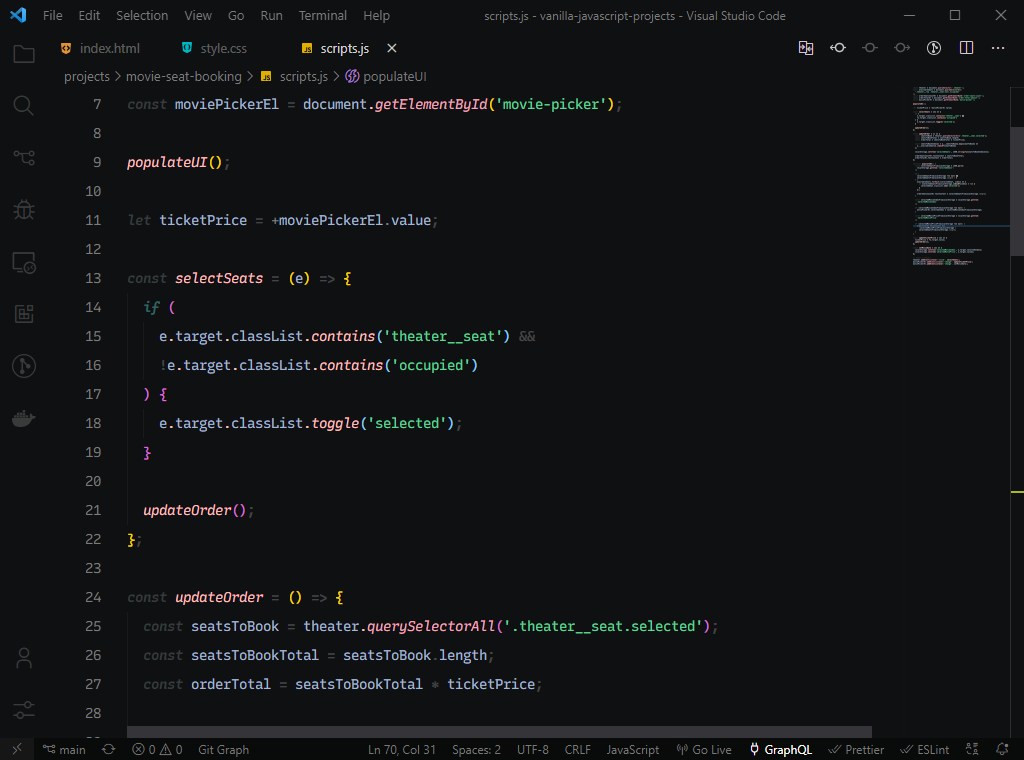 File Edit Selection View Go Run Terminal Help scripts.js - vanilla-javascript-projects - Visual Studio Code
index.html style.css JS scripts.js
projects > movie-seat-booking > JS scripts.js > populateUI
7 const moviePickerEl = document.getElementById('movie-picker');
8
9 populateUI();
10
11 let ticketPrice = +moviePickerEl.value;
12
13 const selectSeats = (e) => {
14 if (
15 e.target.classList.contains('theater__seat') &&
16 !e.target.classList.contains('occupied')
17 ) {
18 e.target.classList.toggle('selected');
19 }
20
21 updateOrder();
22 };
23
24 const updateOrder = () => {
25 const seatsToBook = theater.querySelectorAll('.theater__seat.selected');
26 const seatsToBookTotal = seatsToBook.length;
27 const orderTotal = seatsToBookTotal * ticketPrice;
28
main 0 0 Git Graph Ln 70, Col 31 Spaces: 2 UTF-8 CRLF JavaScript Go Live GraphQL Prettier ESLint